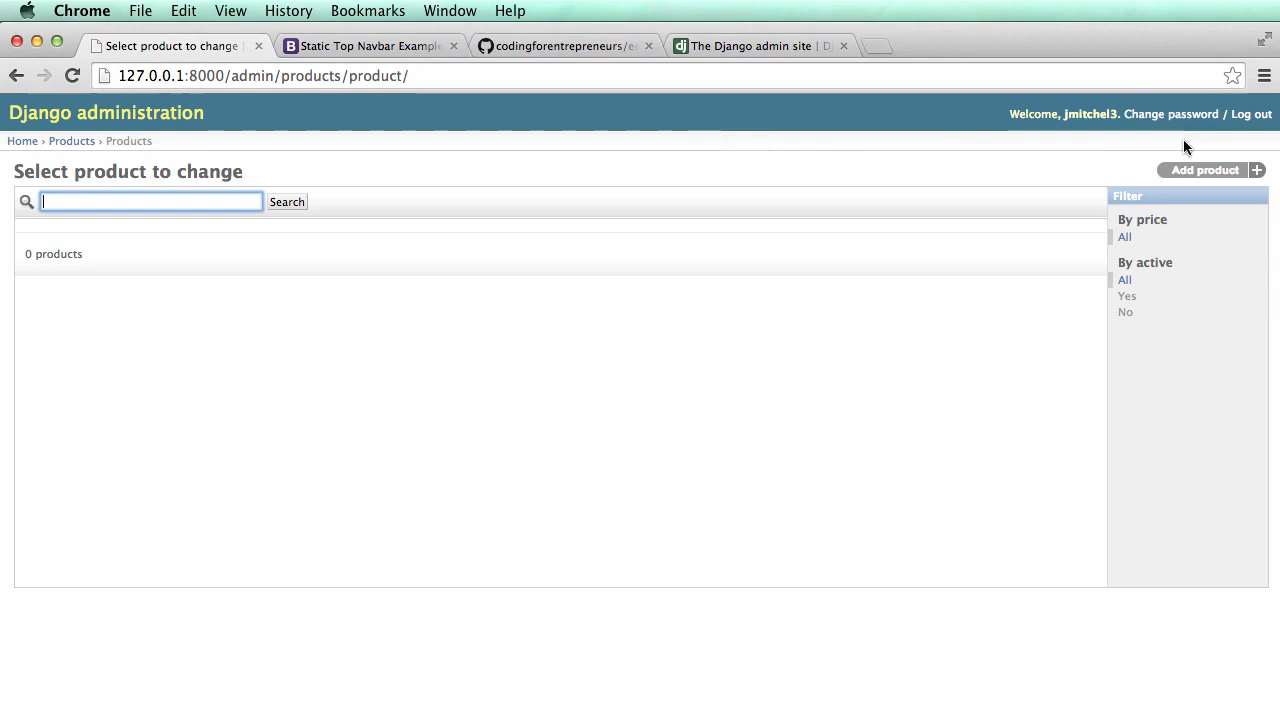 Chrome File Edit View History Bookmarks Window Help
Select product to change Static Top Navbar Example codingforentrepreneurs/e The Django admin site | D
127.0.0.1:8000/admin/products/product/
Django administration
Welcome, jmitchel3. Change password / Log out
Home › Products › Products
Select product to change
Add product +
Search
Filter
0 products
By price
All
By active
All
Yes
No